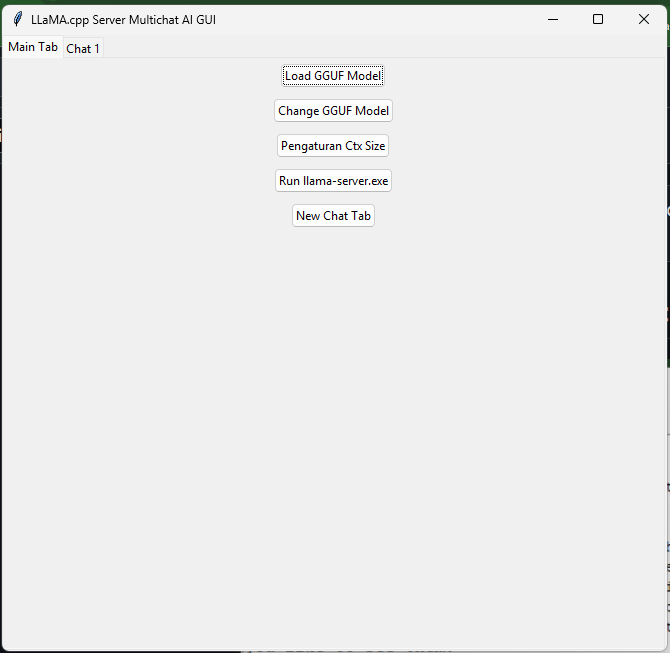 LLaMA.cpp Server Multichat AI GUI
Main Tab Chat 1
Load GGUF Model
Change GGUF Model
Pengaturan Ctx Size
Run llama-server.exe
New Chat Tab